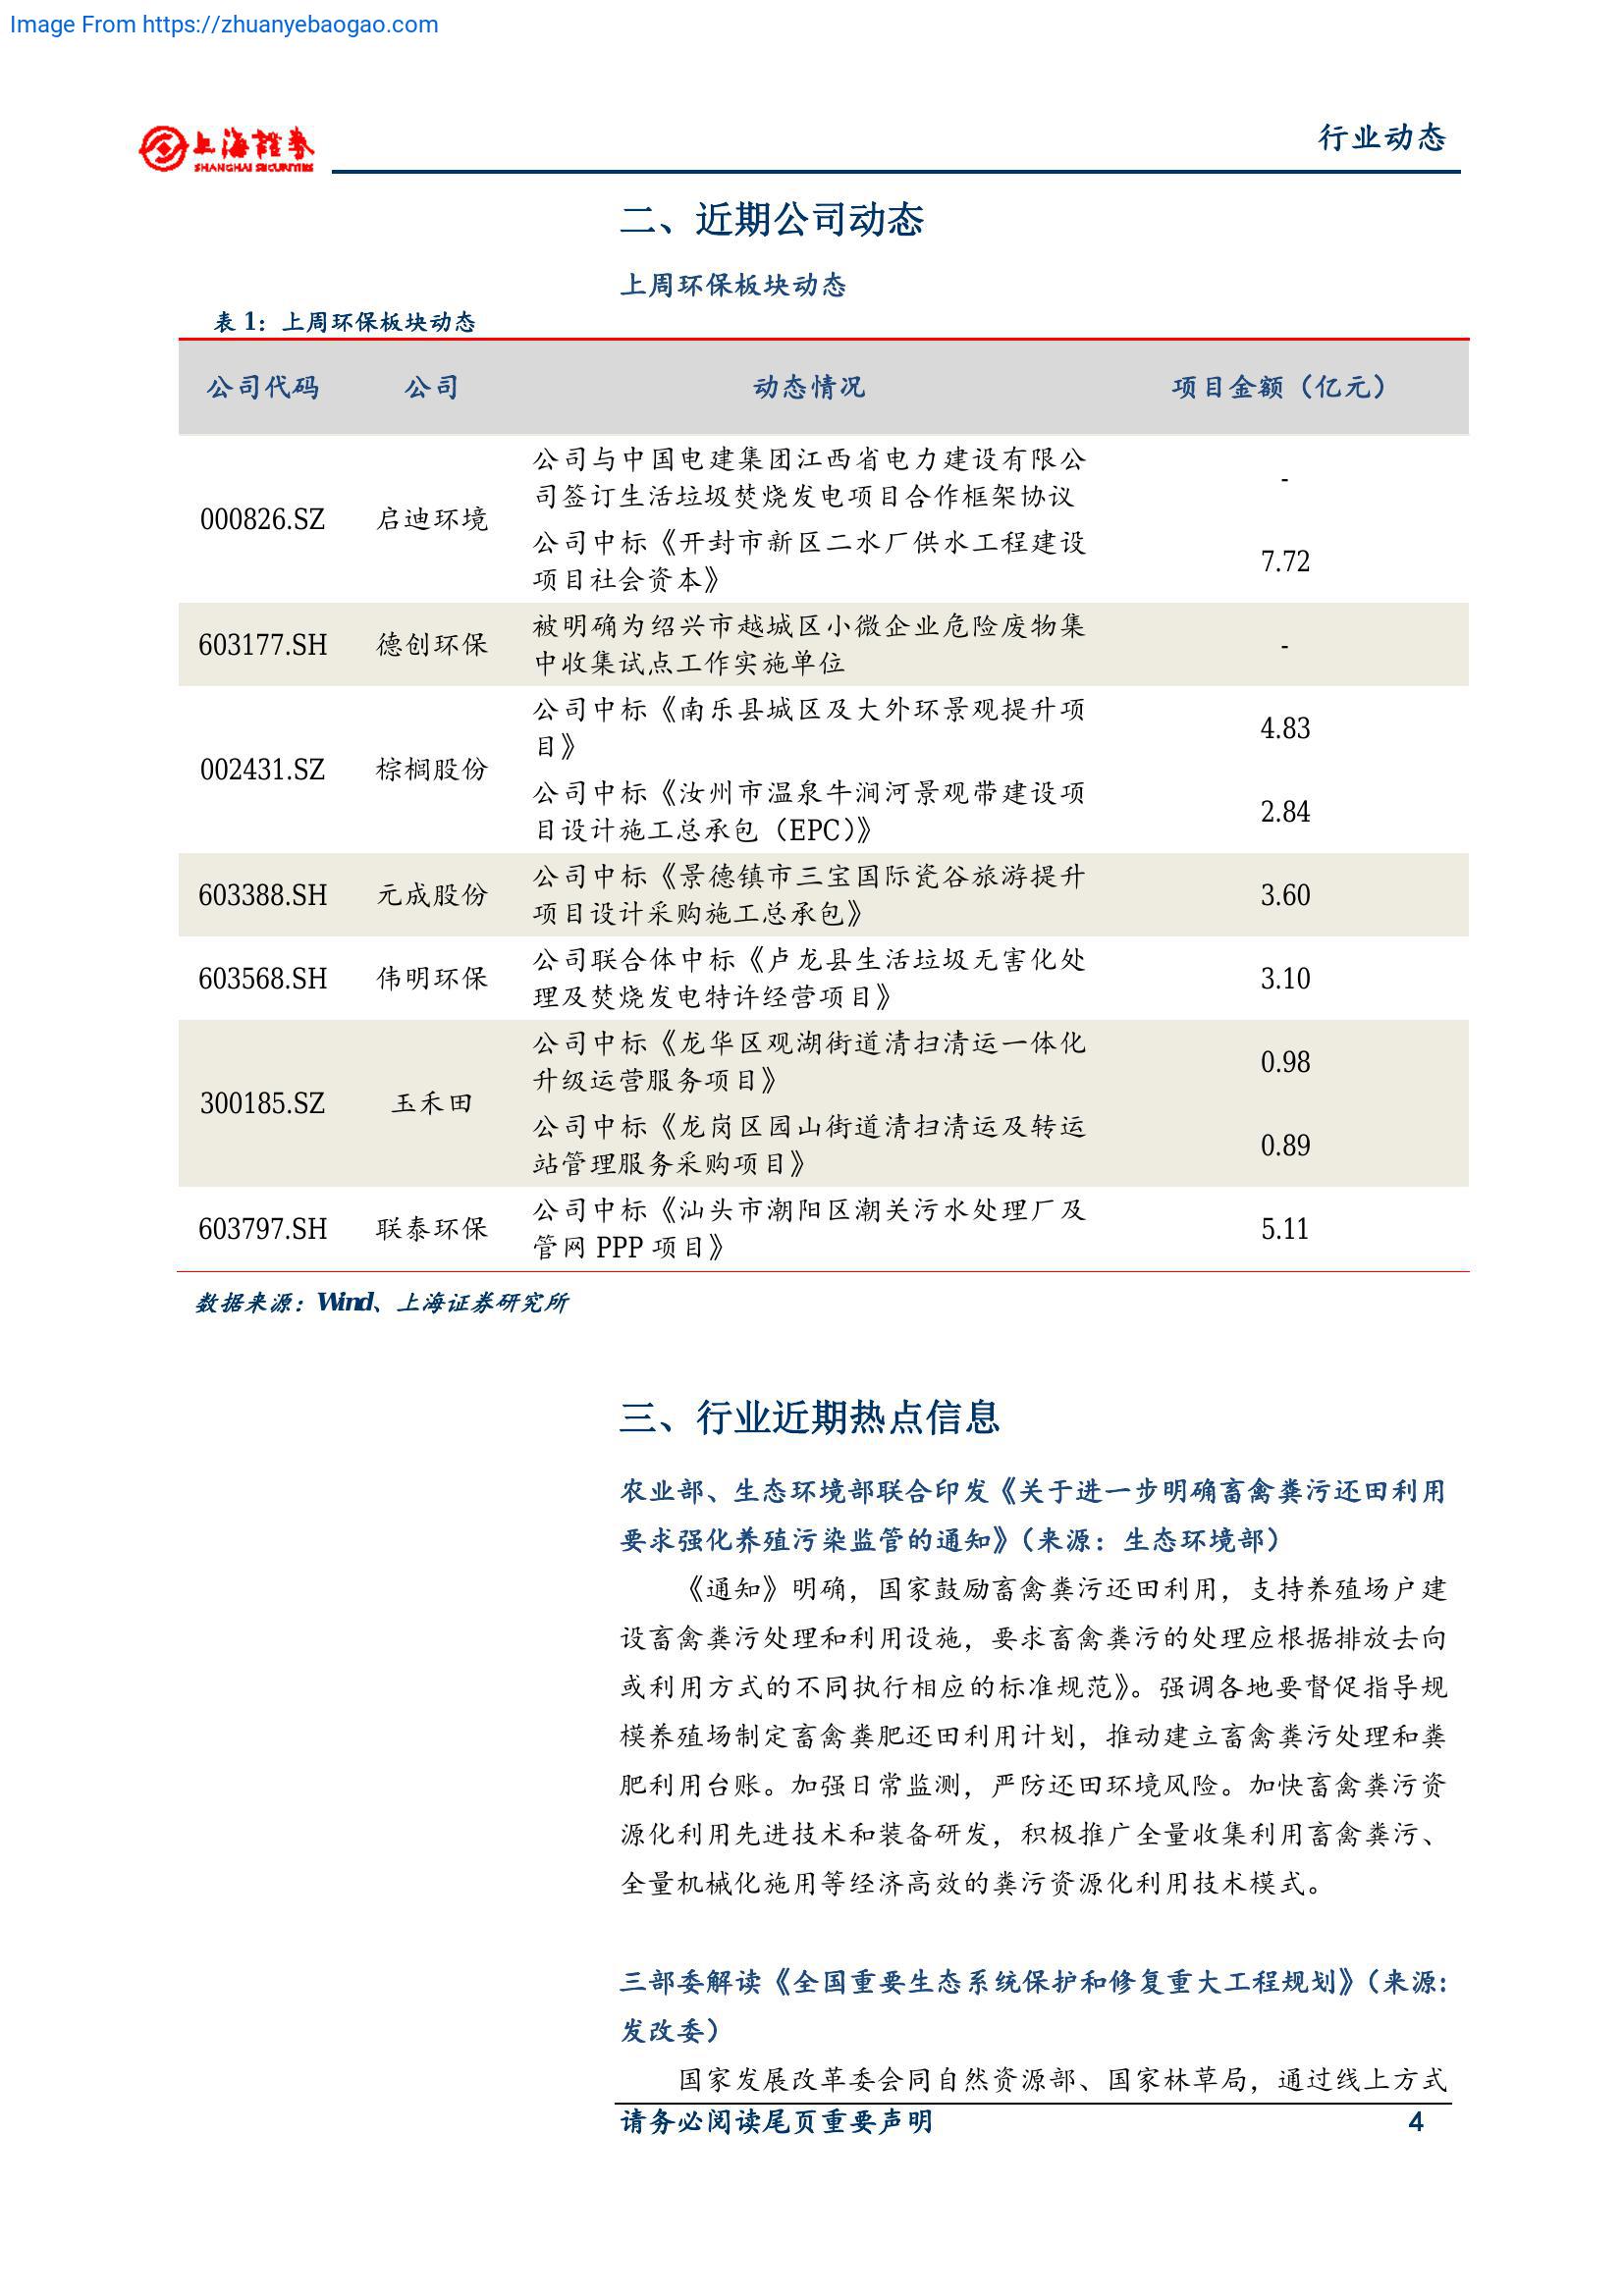 Image From https://zhuanyebaogao.com
上海證券
SHANGHAI SECURITIES
行业动态
二、近期公司动态
上周环保板块动态
表 1：上周环保板块动态
公司代码 公司 动态情况 项目金额（亿元）
公司与中国电建集团江西省电力建设有限公
司签订生活垃圾焚烧发电项目合作框架协议
-
000826.SZ 启迪环境
公司中标《开封市新区二水厂供水工程建设
项目社会资本》
7.72
603177.SH 德创环保
被明确为绍兴市越城区小微企业危险废物集
中收集试点工作实施单位
-
公司中标《南乐县城区及大外环景观提升项
目》
4.83
002431.SZ 棕榈股份
公司中标《汝州市温泉牛涧河景观带建设项
目设计施工总承包（EPC）》
2.84
603388.SH 元成股份
公司中标《景德镇市三宝国际瓷谷旅游提升
项目设计采购施工总承包》
3.60
603568.SH 伟明环保
公司联合体中标《卢龙县生活垃圾无害化处
理及焚烧发电特许经营项目》
3.10
公司中标《龙华区观湖街道清扫清运一体化
升级运营服务项目》
0.98
300185.SZ 玉禾田
公司中标《龙岗区园山街道清扫清运及转运
站管理服务采购项目》
0.89
603797.SH 联泰环保
公司中标《汕头市潮阳区潮关污水处理厂及
管网 PPP 项目》
5.11
数据来源：Wind、上海证券研究所
三、行业近期热点信息
农业部、生态环境部联合印发《关于进一步明确畜禽粪污还田利用
要求强化养殖污染监管的通知》（来源：生态环境部）
《通知》明确，国家鼓励畜禽粪污还田利用，支持养殖场户建
设畜禽粪污处理和利用设施，要求畜禽粪污的处理应根据排放去向
或利用方式的不同执行相应的标准规范》。强调各地要督促指导规
模养殖场制定畜禽粪肥还田利用计划，推动建立畜禽粪污处理和粪
肥利用台账。加强日常监测，严防还田环境风险。加快畜禽粪污资
源化利用先进技术和装备研发，积极推广全量收集利用畜禽粪污、
全量机械化施用等经济高效的粪污资源化利用技术模式。
三部委解读《全国重要生态系统保护和修复重大工程规划》（来源：
发改委）
国家发展改革委会同自然资源部、国家林草局，通过线上方式
请务必阅读尾页重要声明 4